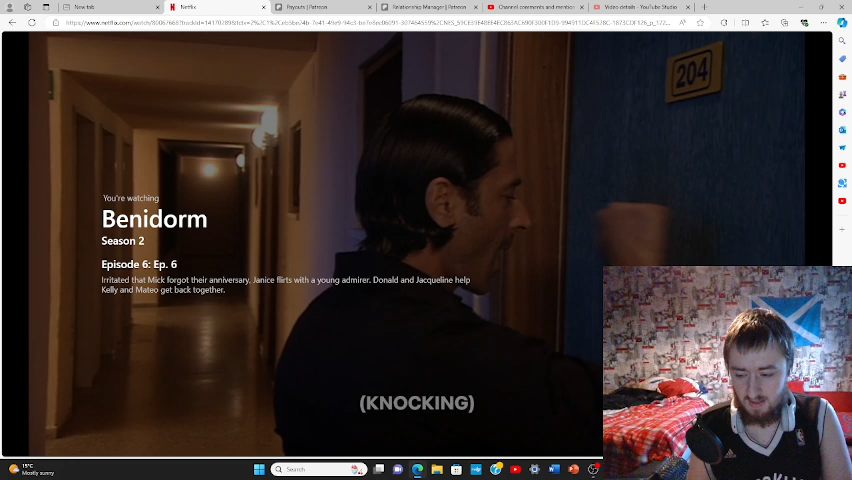 New tab
Netflix
Payouts | Patreon
Relationship Manager | Patreon
Channel comments and mention
Video details - YouTube Studio
204
You're watching
Benidorm
Season 2
Episode 6: Ep. 6
Irritated that Mick forgot their anniversary, Janice flirts with a young admirer. Donald and Jacqueline help
Kelly and Mateo get back together.
(KNOCKING)
15°C
Mostly sunny
Search